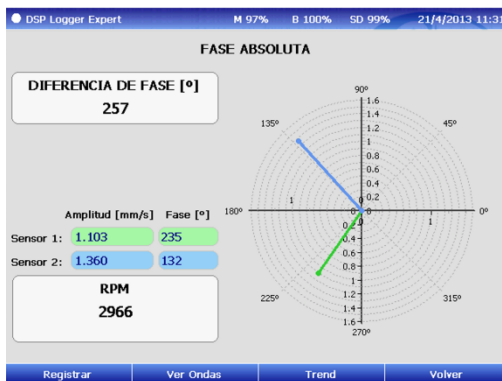 DSP Logger Expert M 97% B 100% SD 99% 21/4/2013 11:31
FASE ABSOLUTA
DIFERENCIA DE FASE [º]
257
Amplitud [mm/s] Fase [º]
Sensor 1: 1.103 235
Sensor 2: 1.360 132
RPM
2966
90º
1.6
1.4
135º 1.2 45º
1
0.8
0.6
0.4
1 0.2
180º 0 0 0 1 0º
0.2
0.4
0.6
0.8
1
225º 1.2 315º
1.4
1.6
270º
Registrar Ver Ondas Trend Volver